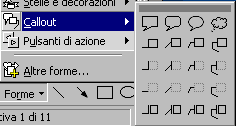 Stelle e decorazioni
Callout
Pulsanti di azione
Altre forme...
Forme
tiva 1 di 11